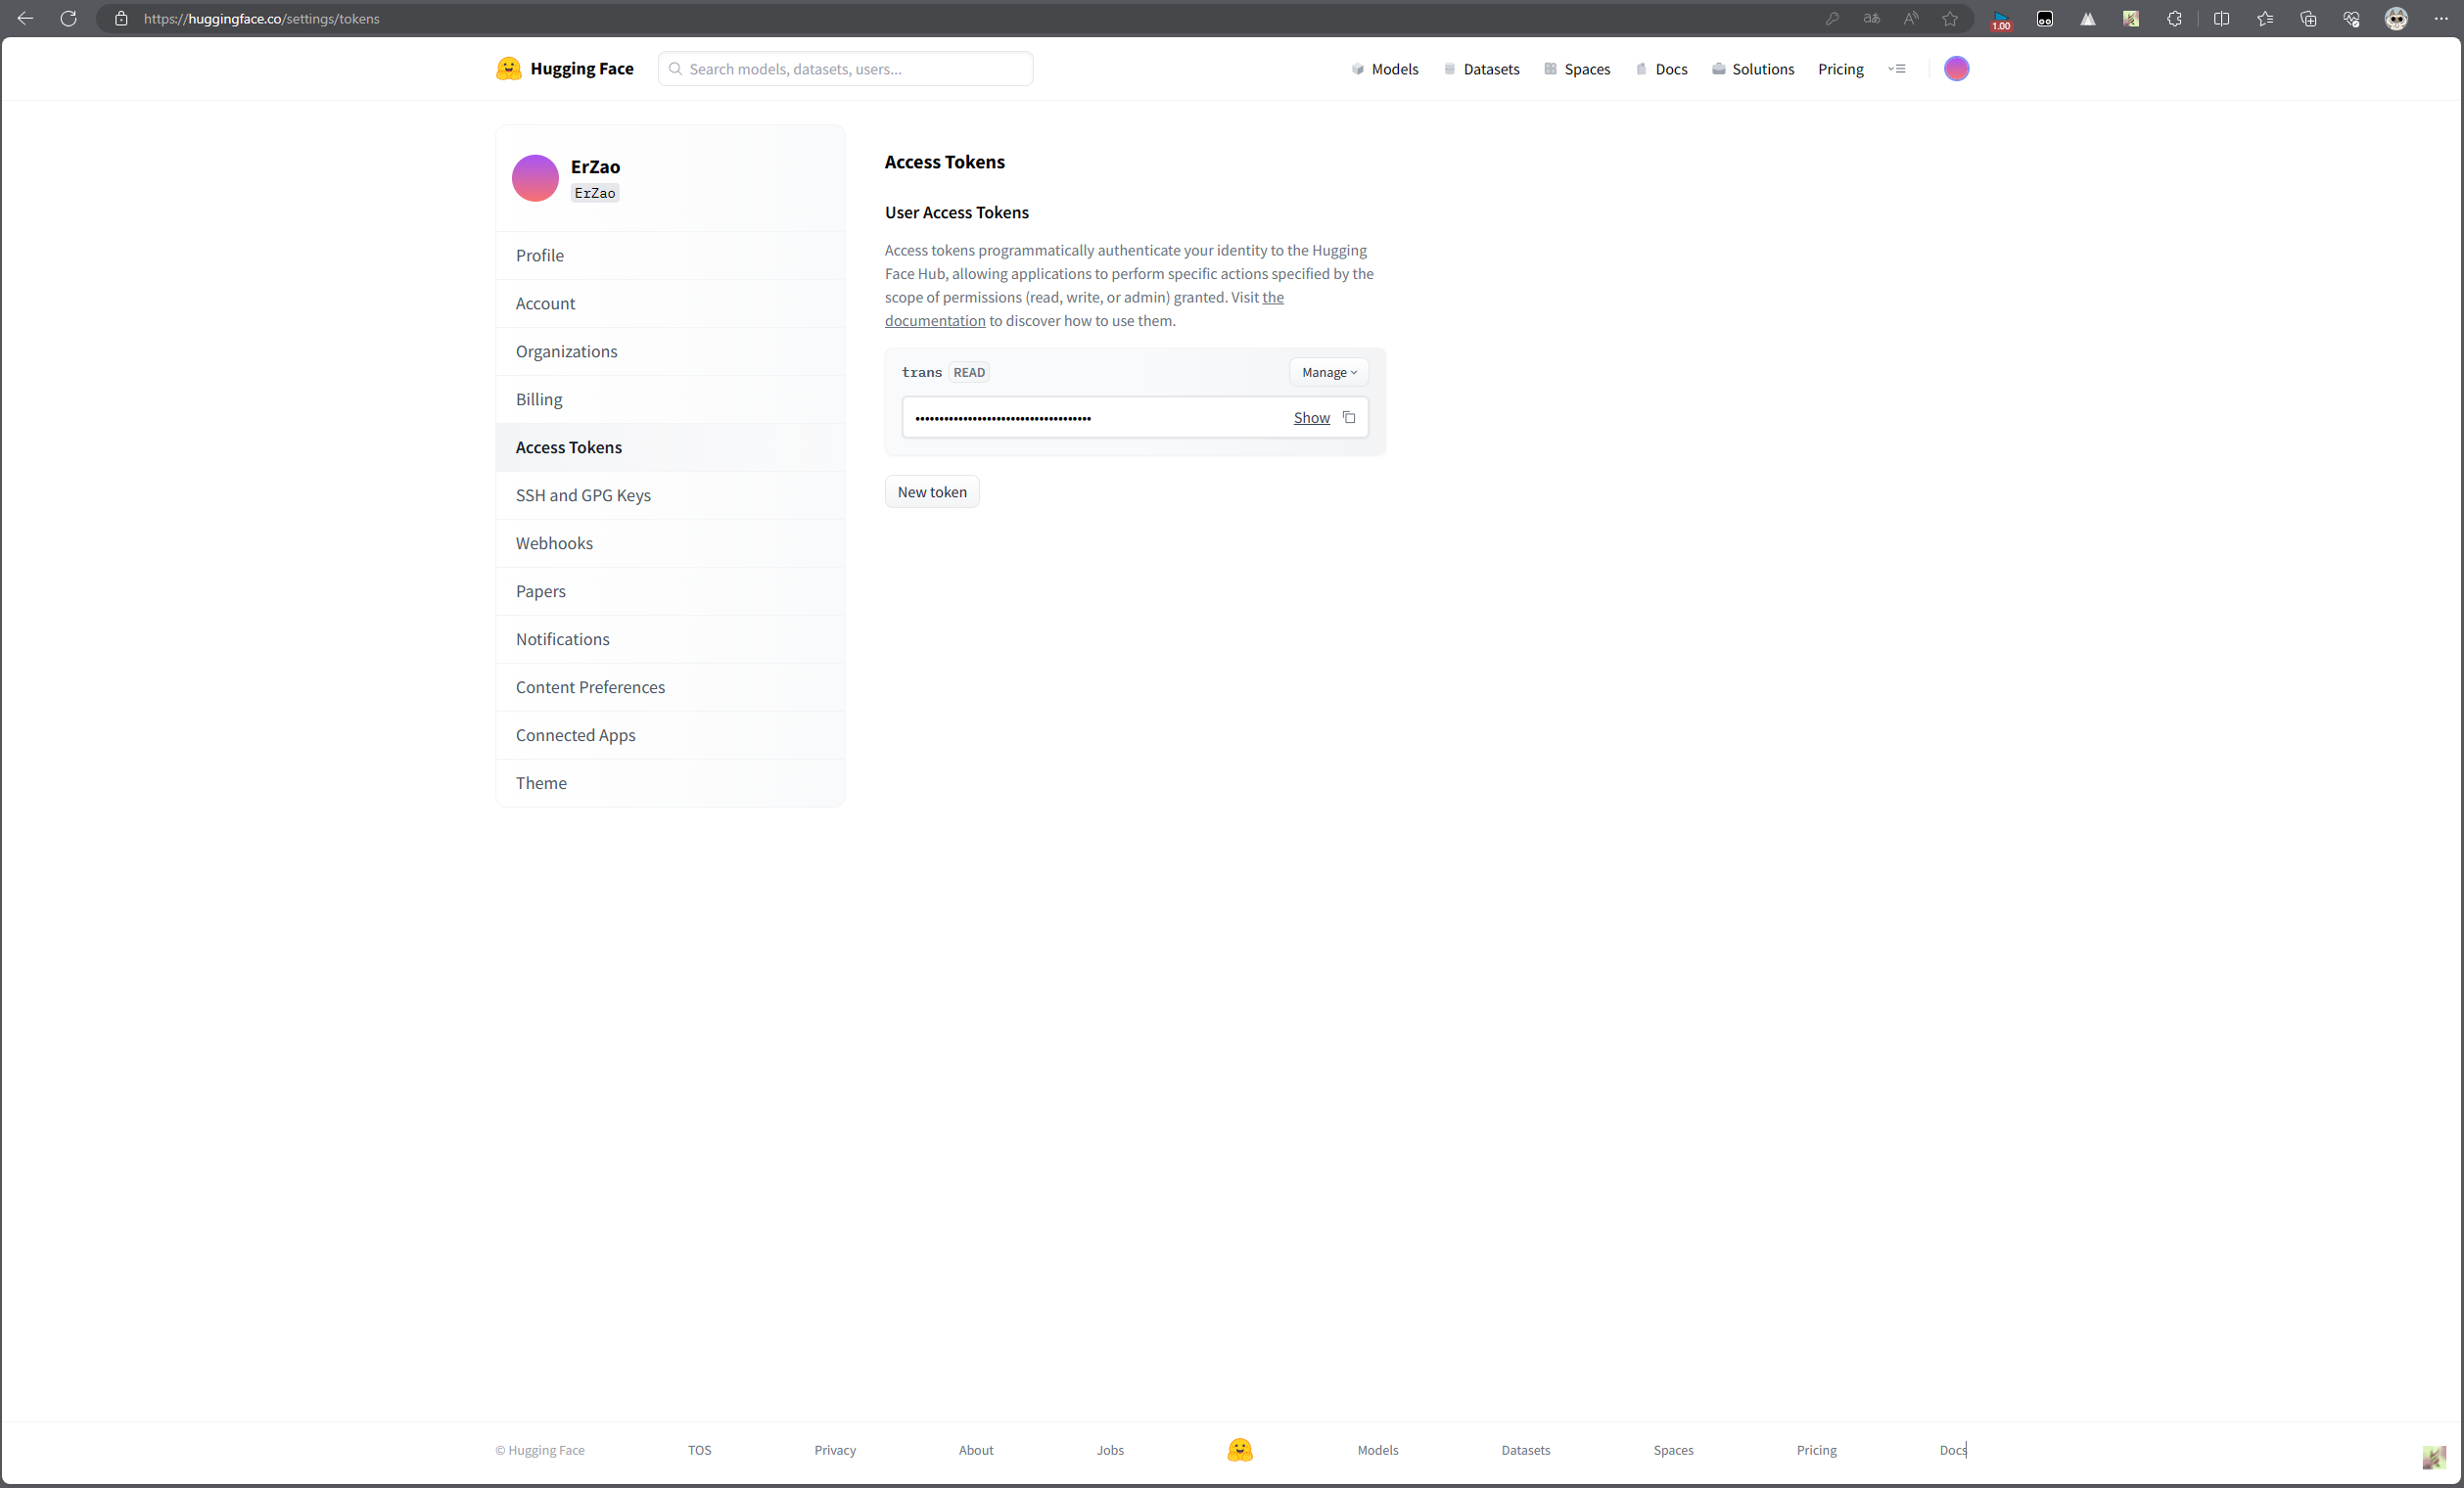 https://huggingface.co/settings/tokens
1.00
Hugging Face
Search models, datasets, users...
Models
Datasets
Spaces
Docs
Solutions
Pricing
ErZao
ErZao
Profile
Account
Organizations
Billing
Access Tokens
SSH and GPG Keys
Webhooks
Papers
Notifications
Content Preferences
Connected Apps
Theme
Access Tokens
User Access Tokens
Access tokens programmatically authenticate your identity to the Hugging
Face Hub, allowing applications to perform specific actions specified by the
scope of permissions (read, write, or admin) granted. Visit the
documentation to discover how to use them.
trans READ
Manage
••••••••••••••••••••••••••••••••••••• Show
New token
© Hugging Face
TOS
Privacy
About
Jobs
Models
Datasets
Spaces
Pricing
Docs